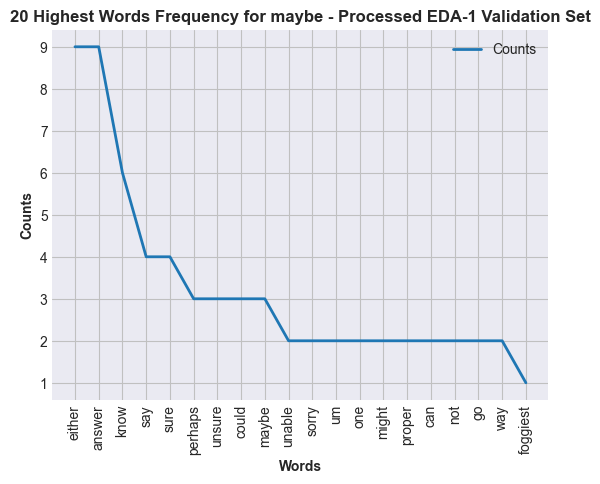 20 Highest Words Frequency for maybe - Processed EDA-1 Validation Set
Counts
9
8
7
6
5
4
3
2
1
Counts
either
answer
know
say
sure
perhaps
unsure
could
maybe
unable
sorry
um
one
might
proper
can
not
go
way
foggiest
Words